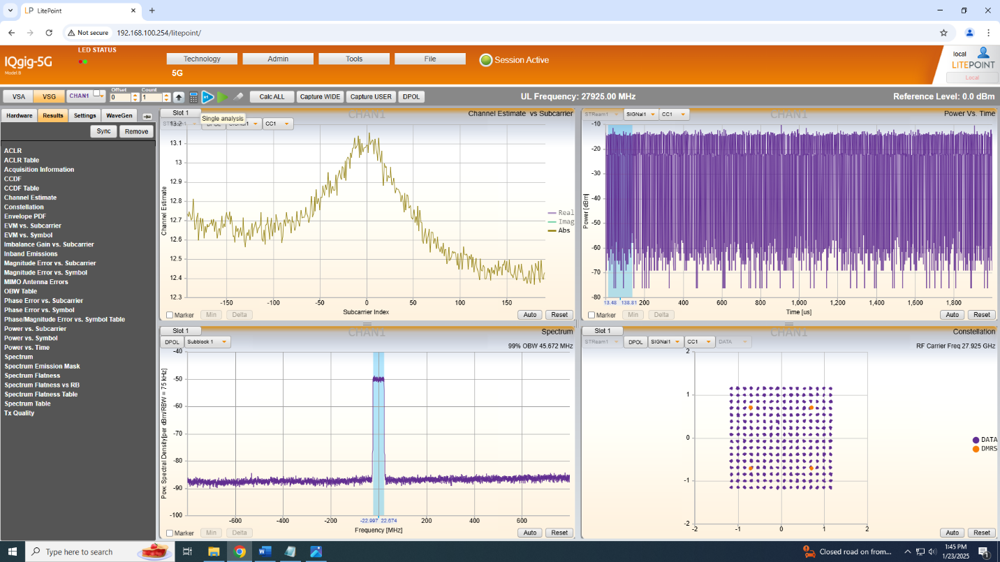 LitePoint
Not secure
192.168.100.254/litepoint/
IQgig-5G
Model B
LED STATUS
Technology
Admin
Tools
File
Session Active
5G
local
LITEPOINT
Local
VSA
VSG
CHAN1
Offset
0
Count
1
Calc ALL
Capture WIDE
Capture USER
DPOL
UL Frequency: 27925.00 MHz
Reference Level: 0.0 dBm
Hardware
Results
Settings
WaveGen
Sync
Remove
ACLR
ACLR Table
Acquisition Information
CCDF
CCDF Table
Channel Estimate
Constellation
Envelope PDF
EVM vs. Subcarrier
EVM vs. Symbol
Imbalance Gain vs. Subcarrier
Inband Emissions
Magnitude Error vs. Subcarrier
Magnitude Error vs. Symbol
MIMO Antenna Errors
OBW Table
Phase Error vs. Subcarrier
Phase Error vs. Symbol
Phase/Magnitude Error vs. Symbol Table
Power vs. Subcarrier
Power vs. Symbol
Power vs. Time
Spectrum
Spectrum Emission Mask
Spectrum Flatness
Spectrum Flatness vs RB
Spectrum Flatness Table
Spectrum Table
Tx Quality
Slot 1
Single analysis
CHAN1
Channel Estimate vs Subcarrier
CC1
13.2
13.1
13
12.9
12.8
12.7
12.6
12.5
12.4
12.3
Channel Estimate
-150 -100 -50 0 50 100 150
Subcarrier Index
Real
Imag
Abs
Marker
Min
Delta
Auto
Reset
STReam1
SIGNal1
CC1
CHAN1
Power Vs. Time
-10
-20
-30
-40
-50
-60
-70
-80
Power [dBm]
13.48 138.81 200 400 600 800 1,000 1,200 1,400 1,600 1,800
Time [us]
Marker
Min
Delta
Auto
Reset
Slot 1
CHAN1
Spectrum
DPOL
Subblock 1
99% OBW 45.672 MHz
-40
-50
-60
-70
-80
-90
-100
Pow. Spectral Density[per dBm/RBW = 75 kHz]
-600 -400 -200 -22.997 22.674 200 400 600
Frequency [MHz]
Marker
Min
Delta
Auto
Reset
Slot 1
CHAN1
Constellation
STReam1
DPOL
SIGNal1
CC1
DATA
RF Carrier Freq 27.925 GHz
2
1
0
-1
-2
-2 -1 0 1 2
DATA
DMRS
Auto
Reset
Type here to search
Closed road on from...
1:45 PM
1/23/2025
1